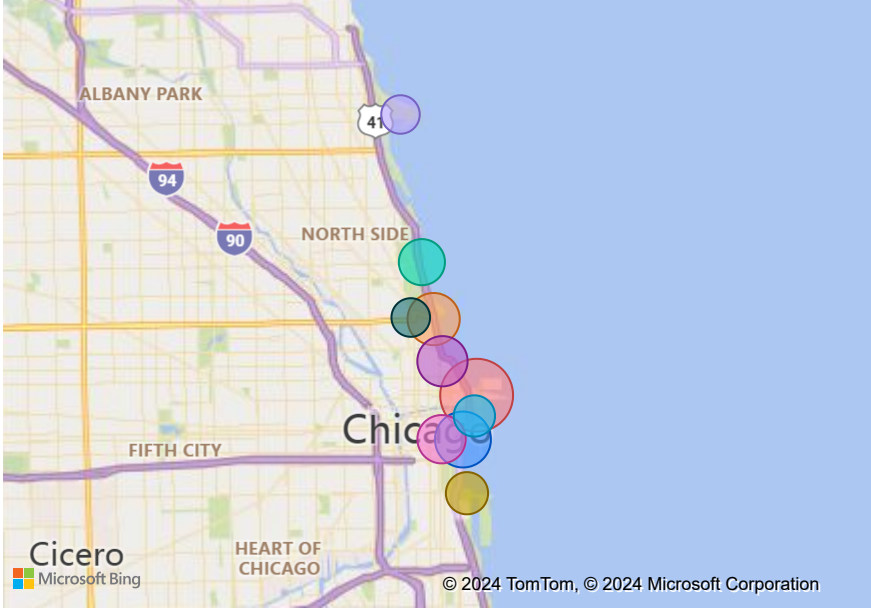 ALBANY PARK
41
94
NORTH SIDE
90
Chicago
FIFTH CITY
HEART OF
CHICAGO
Cicero
Microsoft Bing
© 2024 TomTom, © 2024 Microsoft Corporation